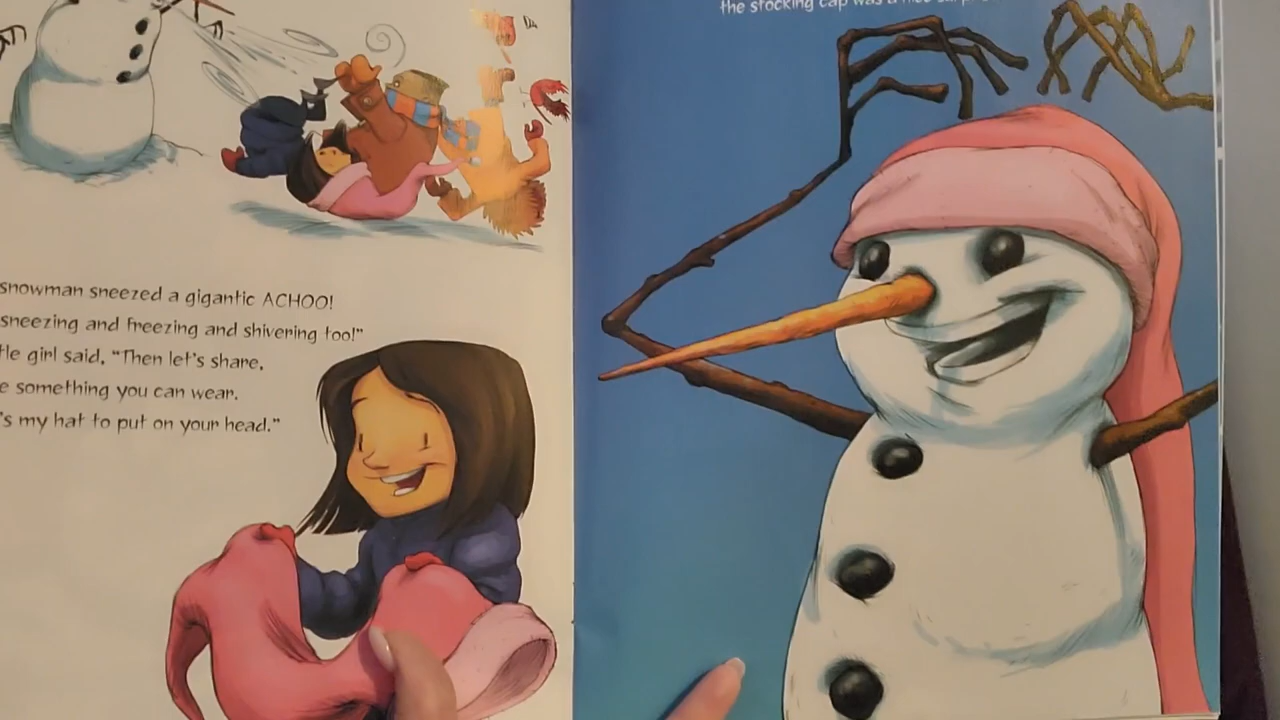 snowman sneezed a gigantic ACHOO!
sneezing and freezing and shivering too!"
tle girl said, "Then let's share,
e something you can wear.
's my hat to put on your head."
the stocking cap was a